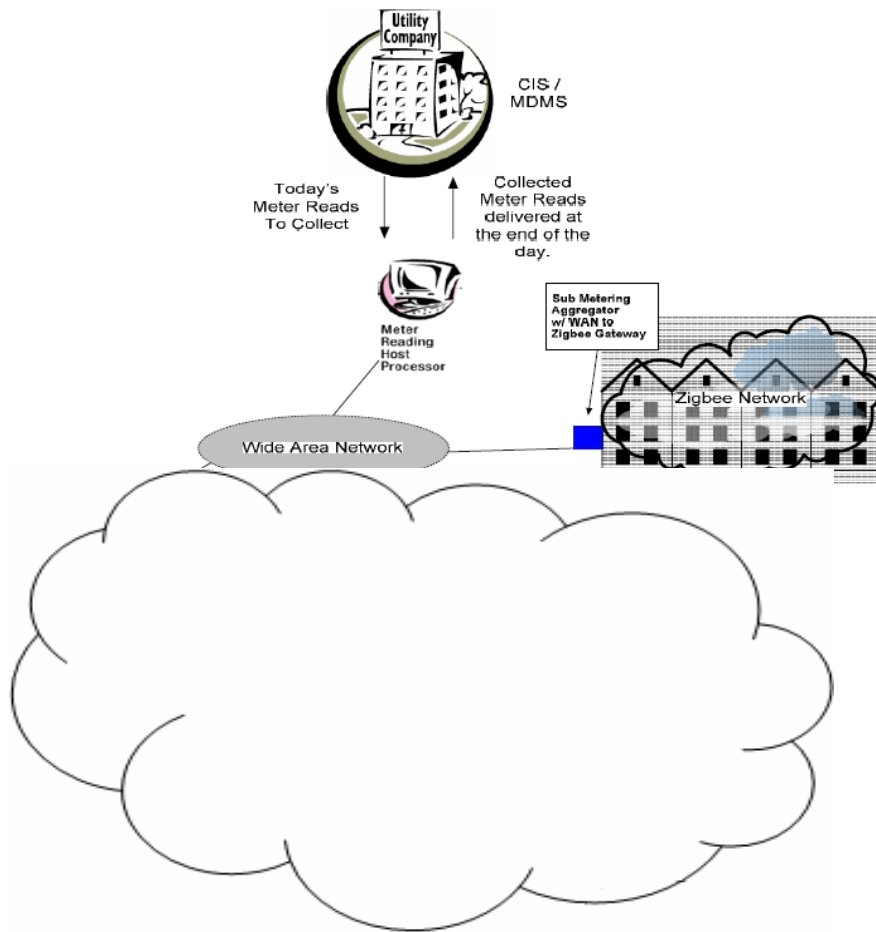 Utility
Company
CIS /
MDMS
Today's
Meter Reads
To Collect
Collected
Meter Reads
delivered at
the end of the
day.
Meter
Reading
Host
Processor
Sub Metering
Aggregator
w/ WAN to
Zigbee Gateway
Zigbee Network
Wide Area Network